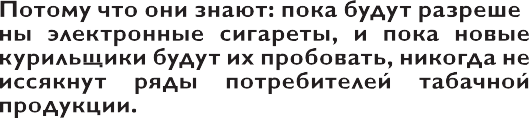 Потому что они знают: пока будут разреше
ны электронные сигареты, и пока новые
курильщики будут их пробовать, никогда не
иссякнут ряды потребителей табачной
продукции.